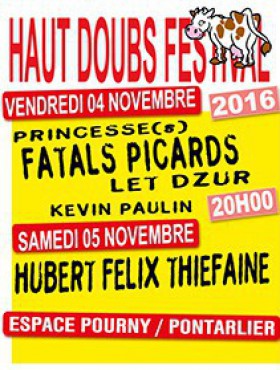 HAUT DOUBS FESTIVAL
VENDREDI 04 NOVEMBRE 2016
PRINCESSE(s)
FATALS PICARDS
LET DZUR
KEVIN PAULIN 20H00
SAMEDI 05 NOVEMBRE
HUBERT FELIX THIEFAINE
ESPACE POURNY / PONTARLIER